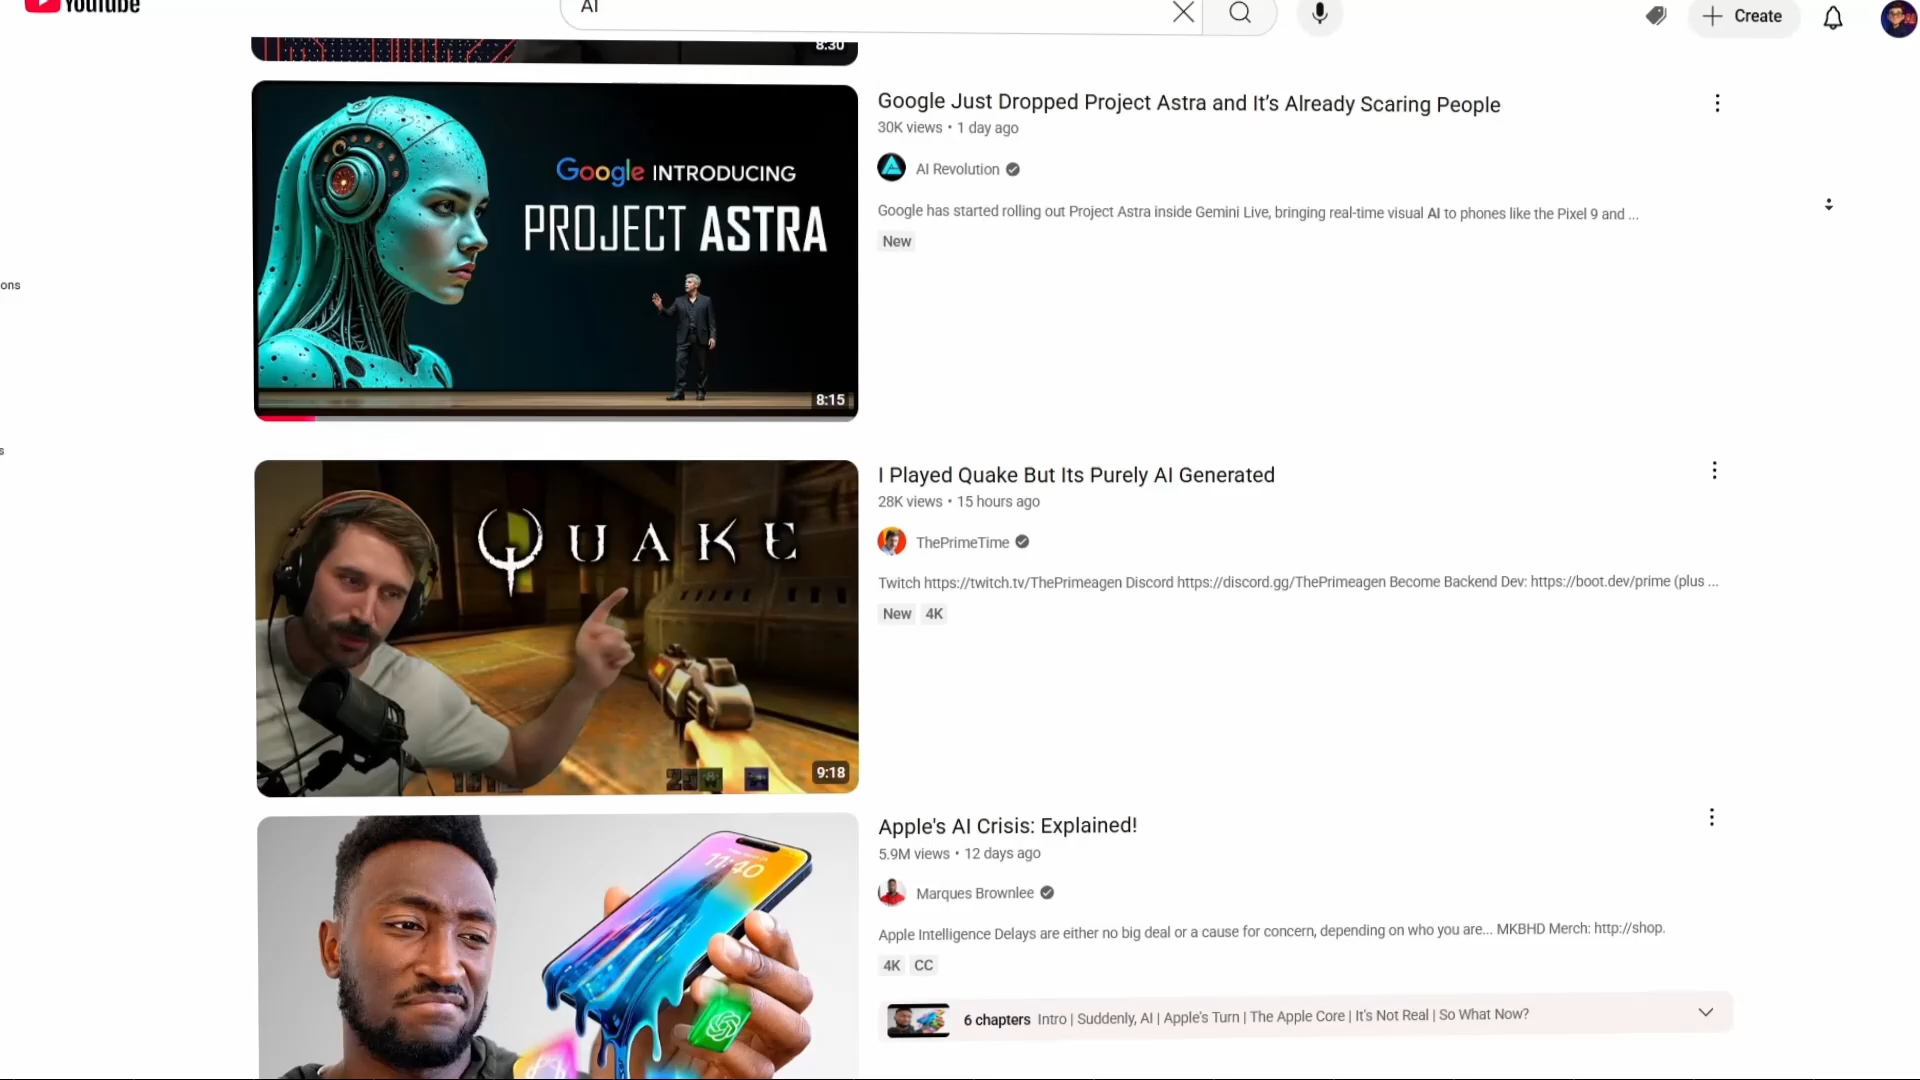 YouTube
AI
Create
8:30
Google INTRODUCING
PROJECT ASTRA
8:15
Google Just Dropped Project Astra and It’s Already Scaring People
30K views • 1 day ago
AI Revolution
Google has started rolling out Project Astra inside Gemini Live, bringing real-time visual AI to phones like the Pixel 9 and ...
New
ons
s
QUAKE
9:18
I Played Quake But Its Purely AI Generated
28K views • 15 hours ago
ThePrimeTime
Twitch https://twitch.tv/ThePrimeagen Discord https://discord.gg/ThePrimeagen Become Backend Dev: https://boot.dev/prime (plus ...
New 4K
11:40
Apple's AI Crisis: Explained!
5.9M views • 12 days ago
Marques Brownlee
Apple Intelligence Delays are either no big deal or a cause for concern, depending on who you are... MKBHD Merch: http://shop.
4K CC
6 chapters Intro | Suddenly, AI | Apple's Turn | The Apple Core | It's Not Real | So What Now?